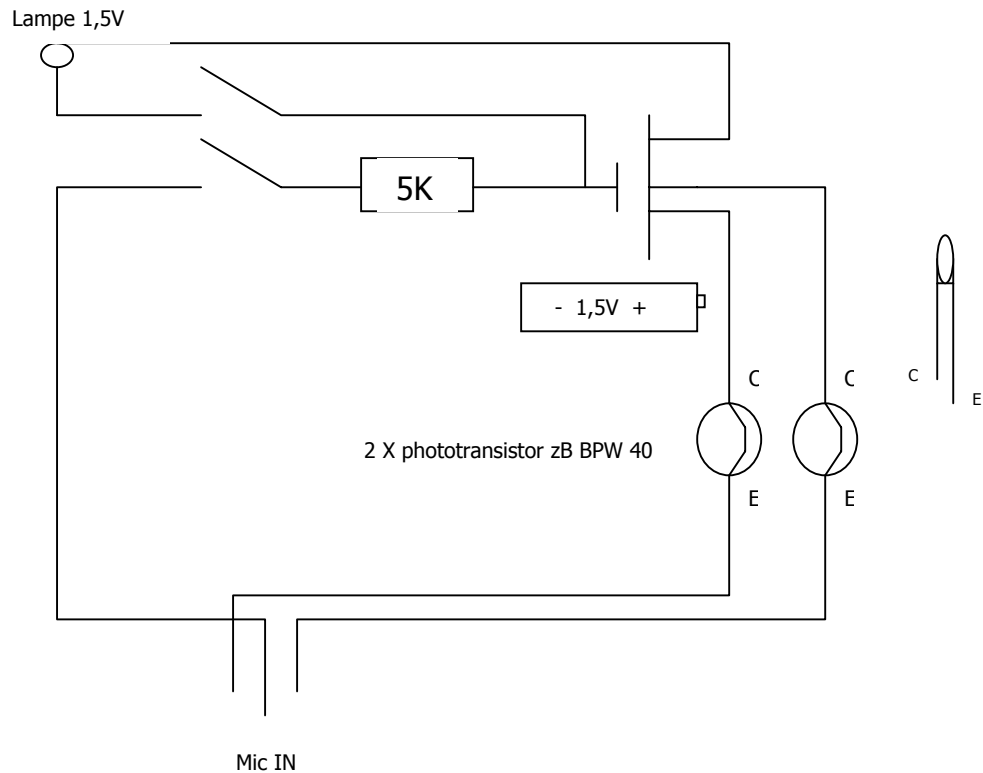 Lampe 1,5V
5K
- 1,5V +
C
C
C
E
2 X phototransistor zB BPW 40
E
E
Mic IN